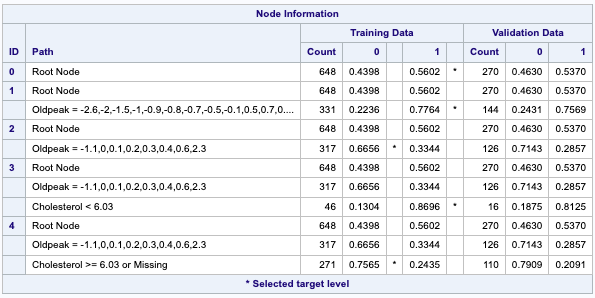 Node Information
Training Data Validation Data
ID Path Count 0 1 Count 0 1
0 Root Node 648 0.4398 0.5602 * 270 0.4630 0.5370
1 Root Node 648 0.4398 0.5602 270 0.4630 0.5370
Oldpeak = -2.6,-2,-1.5,-1,-0.9,-0.8,-0.7,-0.5,-0.1,0.5,0.7,0.... 331 0.2236 0.7764 * 144 0.2431 0.7569
2 Root Node 648 0.4398 0.5602 270 0.4630 0.5370
Oldpeak = -1.1,0,0.1,0.2,0.3,0.4,0.6,2.3 317 0.6656 * 0.3344 126 0.7143 0.2857
3 Root Node 648 0.4398 0.5602 270 0.4630 0.5370
Oldpeak = -1.1,0,0.1,0.2,0.3,0.4,0.6,2.3 317 0.6656 0.3344 126 0.7143 0.2857
Cholesterol < 6.03 46 0.1304 0.8696 * 16 0.1875 0.8125
4 Root Node 648 0.4398 0.5602 270 0.4630 0.5370
Oldpeak = -1.1,0,0.1,0.2,0.3,0.4,0.6,2.3 317 0.6656 0.3344 126 0.7143 0.2857
Cholesterol >= 6.03 or Missing 271 0.7565 * 0.2435 110 0.7909 0.2091
* Selected target level